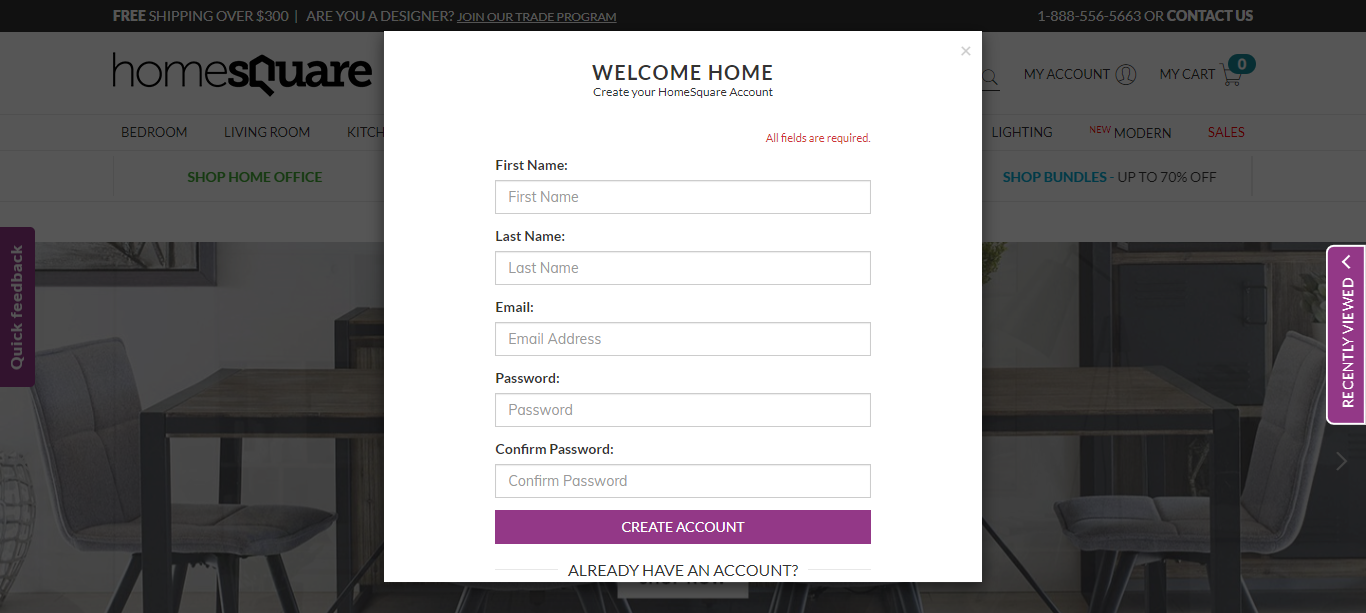 FREE SHIPPING OVER $300 | ARE YOU A DESIGNER? JOIN OUR TRADE PROGRAM
1-888-556-5663 OR CONTACT US
homesquare
MY ACCOUNT
MY CART
0
BEDROOM
LIVING ROOM
KITCH
LIGHTING
NEW MODERN
SALES
SHOP HOME OFFICE
SHOP BUNDLES - UP TO 70% OFF
Quick feedback
RECENTLY VIEWED
×
WELCOME HOME
Create your HomeSquare Account
All fields are required.
First Name:
First Name
Last Name:
Last Name
Email:
Email Address
Password:
Password
Confirm Password:
Confirm Password
CREATE ACCOUNT
ALREADY HAVE AN ACCOUNT?